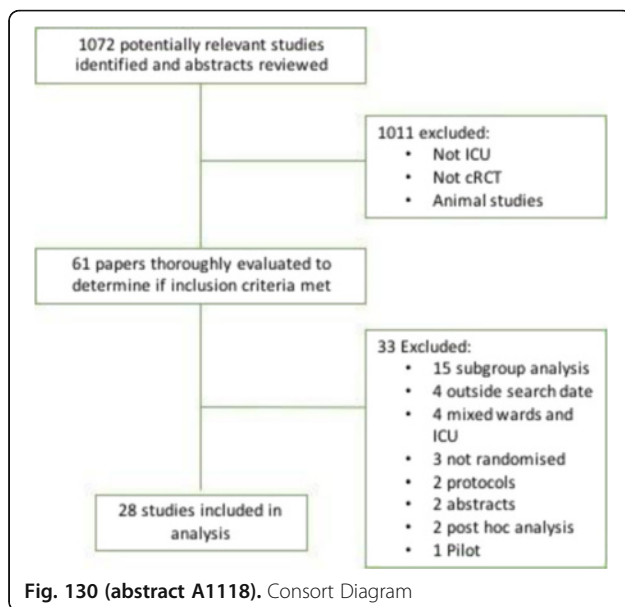 1072 potentially relevant studies
identified and abstracts reviewed
1011 excluded:
• Not ICU
• Not cRCT
• Animal studies
61 papers thoroughly evaluated to
determine if inclusion criteria met
33 Excluded:
• 15 subgroup analysis
• 4 outside search date
• 4 mixed wards and
ICU
• 3 not randomised
• 2 protocols
• 2 abstracts
• 2 post hoc analysis
• 1 Pilot
28 studies included in
analysis
Fig. 130 (abstract A1118). Consort Diagram